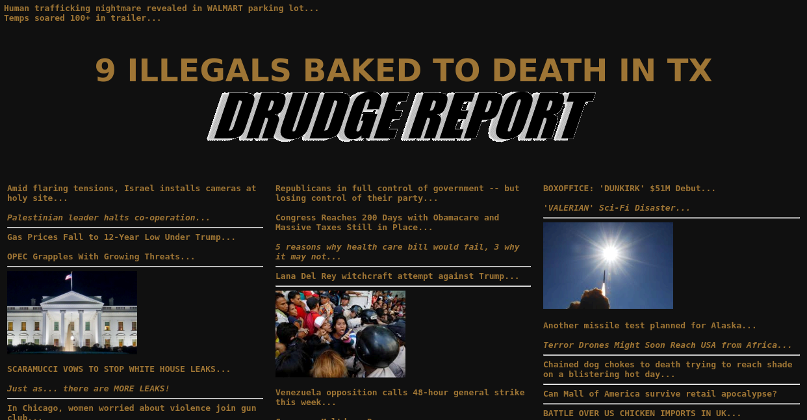 Human trafficking nightmare revealed in WALMART parking lot...
Temps soared 100+ in trailer...
9 ILLEGALS BAKED TO DEATH IN TX
DRUDGE REPORT
Amid flaring tensions, Israel installs cameras at
holy site...
Palestinian leader halts co-operation...
Gas Prices Fall to 12-Year Low Under Trump...
OPEC Grapples With Growing Threats...
SCARAMUCCI VOWS TO STOP WHITE HOUSE LEAKS...
Just as... there are MORE LEAKS!
In Chicago, women worried about violence join gun
club...
Republicans in full control of government -- but
losing control of their party...
Congress Reaches 200 Days with Obamacare and
Massive Taxes Still in Place...
5 reasons why health care bill would fail, 3 why
it may not...
Lana Del Rey witchcraft attempt against Trump...
Venezuela opposition calls 48-hour general strike
this week...
BOXOFFICE: 'DUNKIRK' $51M Debut...
'VALERIAN' Sci-Fi Disaster...
Another missile test planned for Alaska...
Terror Drones Might Soon Reach USA from Africa...
Chained dog chokes to death trying to reach shade
on a blistering hot day...
Can Mall of America survive retail apocalypse?
BATTLE OVER US CHICKEN IMPORTS IN UK...